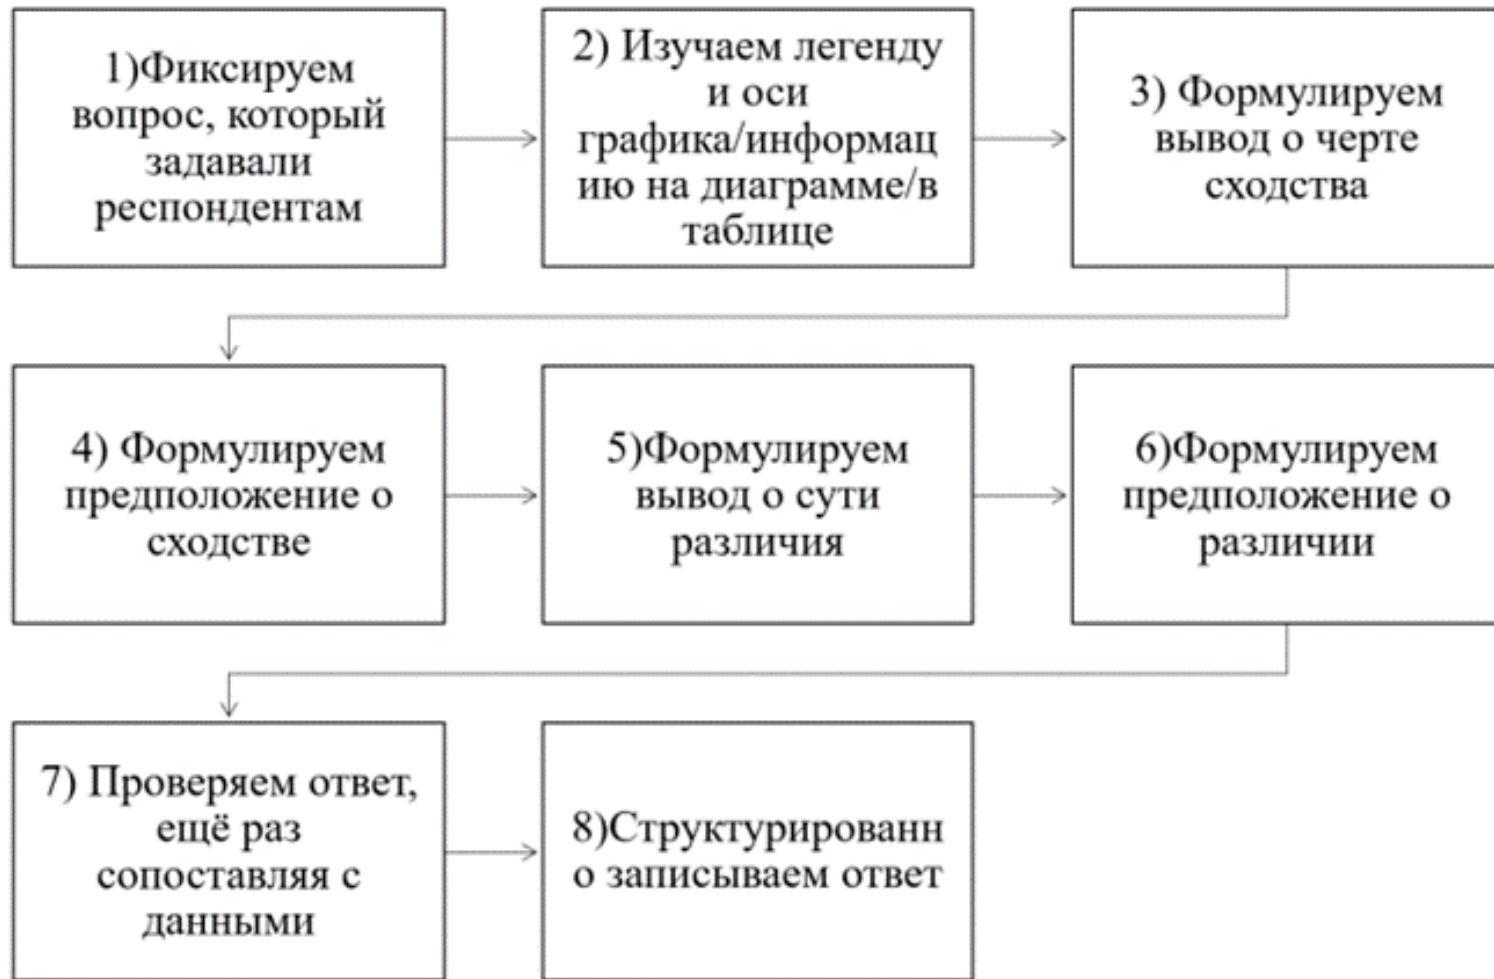 1)Фиксируем
вопрос, который
задавали
респондентам
2) Изучаем легенду
и оси
графика/информац
ию на диаграмме/в
таблице
3) Формулируем
вывод о черте
сходства
4) Формулируем
предположение о
сходстве
5)Формулируем
вывод о сути
различия
6)Формулируем
предположение о
различии
7) Проверяем ответ,
ещё раз
сопоставляя с
данными
8)Структурированн
о записываем ответ